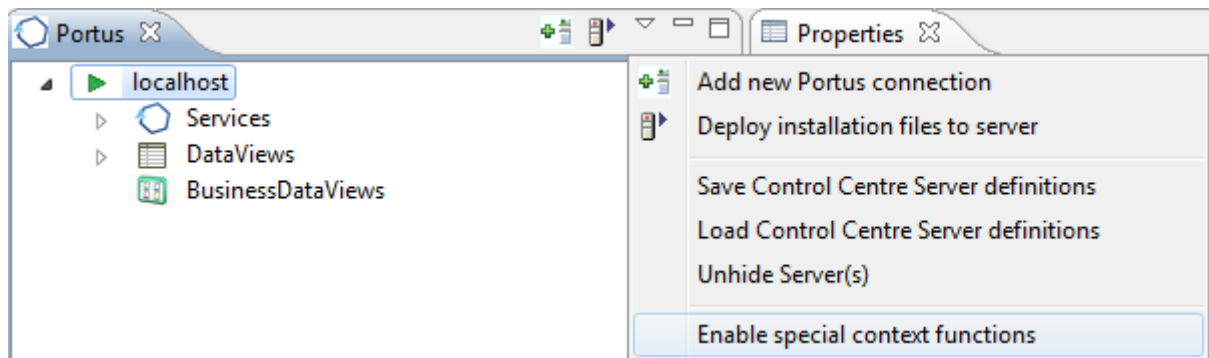 Portus
Properties
localhost
Services
DataViews
BusinessDataViews
Add new Portus connection
Deploy installation files to server
Save Control Centre Server definitions
Load Control Centre Server definitions
Unhide Server(s)
Enable special context functions